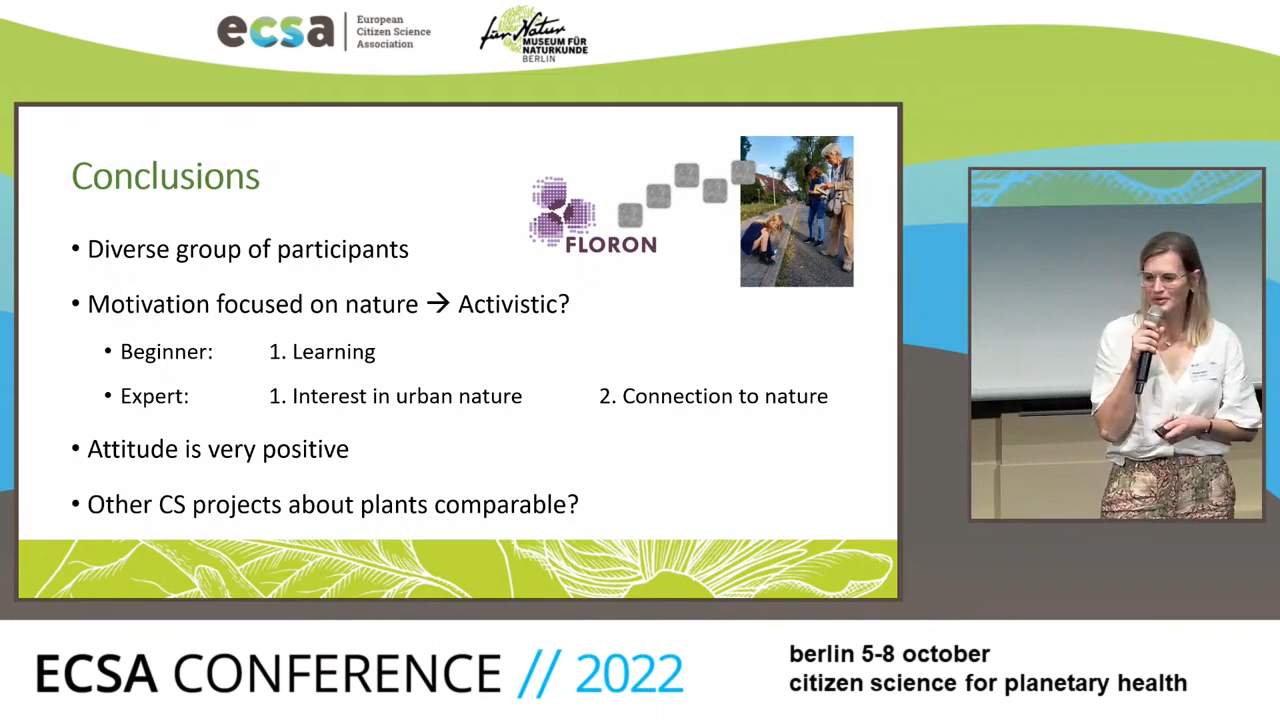 ecsa
European
Citizen Science
Association
für Natur
MUSEUM FÜR
NATURKUNDE
BERLIN
Conclusions
FLORON
• Diverse group of participants
• Motivation focused on nature → Activistic?
• Beginner: 1. Learning
• Expert: 1. Interest in urban nature 2. Connection to nature
• Attitude is very positive
• Other CS projects about plants comparable?
ECSA CONFERENCE // 2022
berlin 5-8 october
citizen science for planetary health